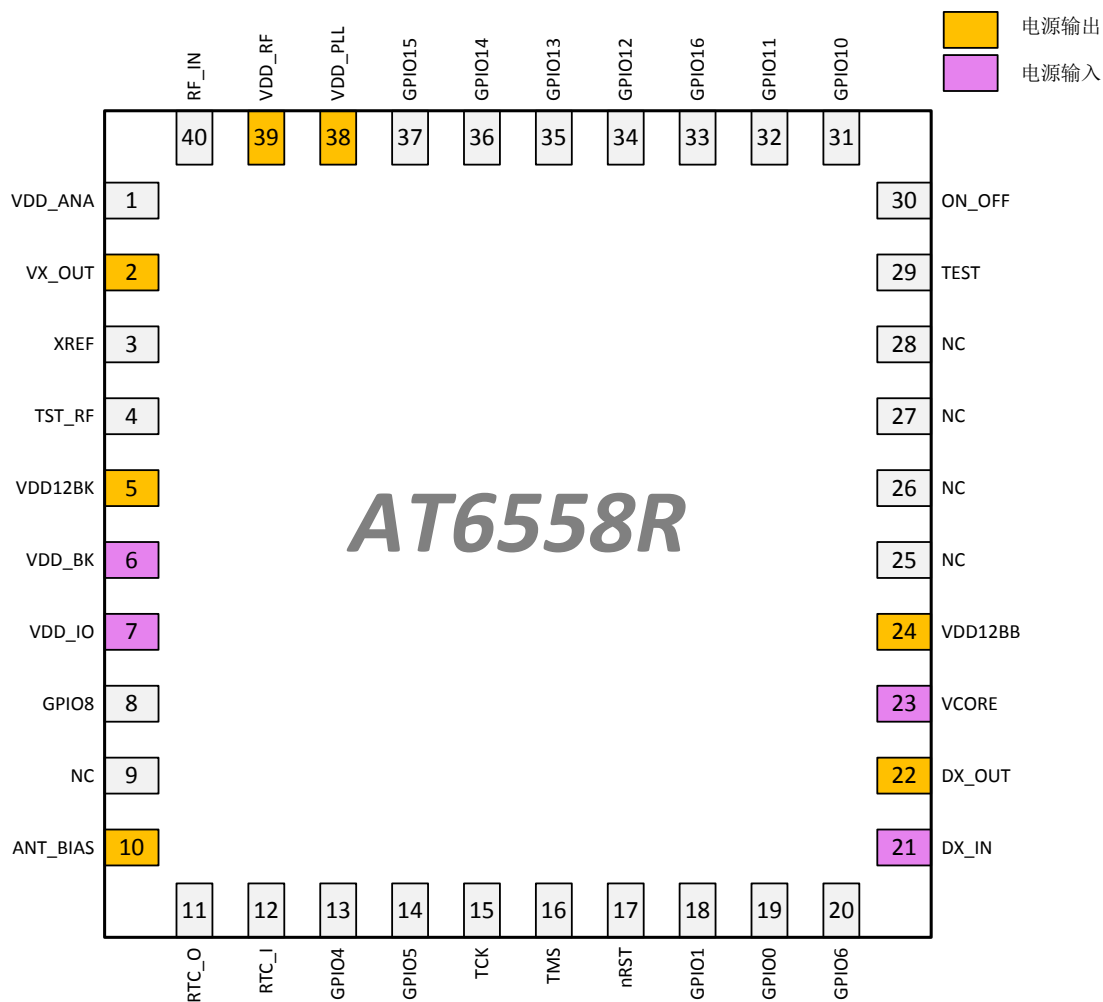 电源输出
电源输入
RF_IN
VDD_RF
VDD_PLL
GPIO15
GPIO14
GPIO13
GPIO12
GPIO16
GPIO11
GPIO10
40
39
38
37
36
35
34
33
32
31
VDD_ANA 1
30 ON_OFF
VX_OUT 2
29 TEST
XREF 3
28 NC
TST_RF 4
27 NC
VDD12BK 5
26 NC
AT6558R
VDD_BK 6
25 NC
VDD_IO 7
24 VDD12BB
GPIO8 8
23 VCORE
NC 9
22 DX_OUT
ANT_BIAS 10
21 DX_IN
11
12
13
14
15
16
17
18
19
20
RTC_O
RTC_I
GPIO4
GPIO5
TCK
TMS
nRST
GPIO1
GPIO0
GPIO6